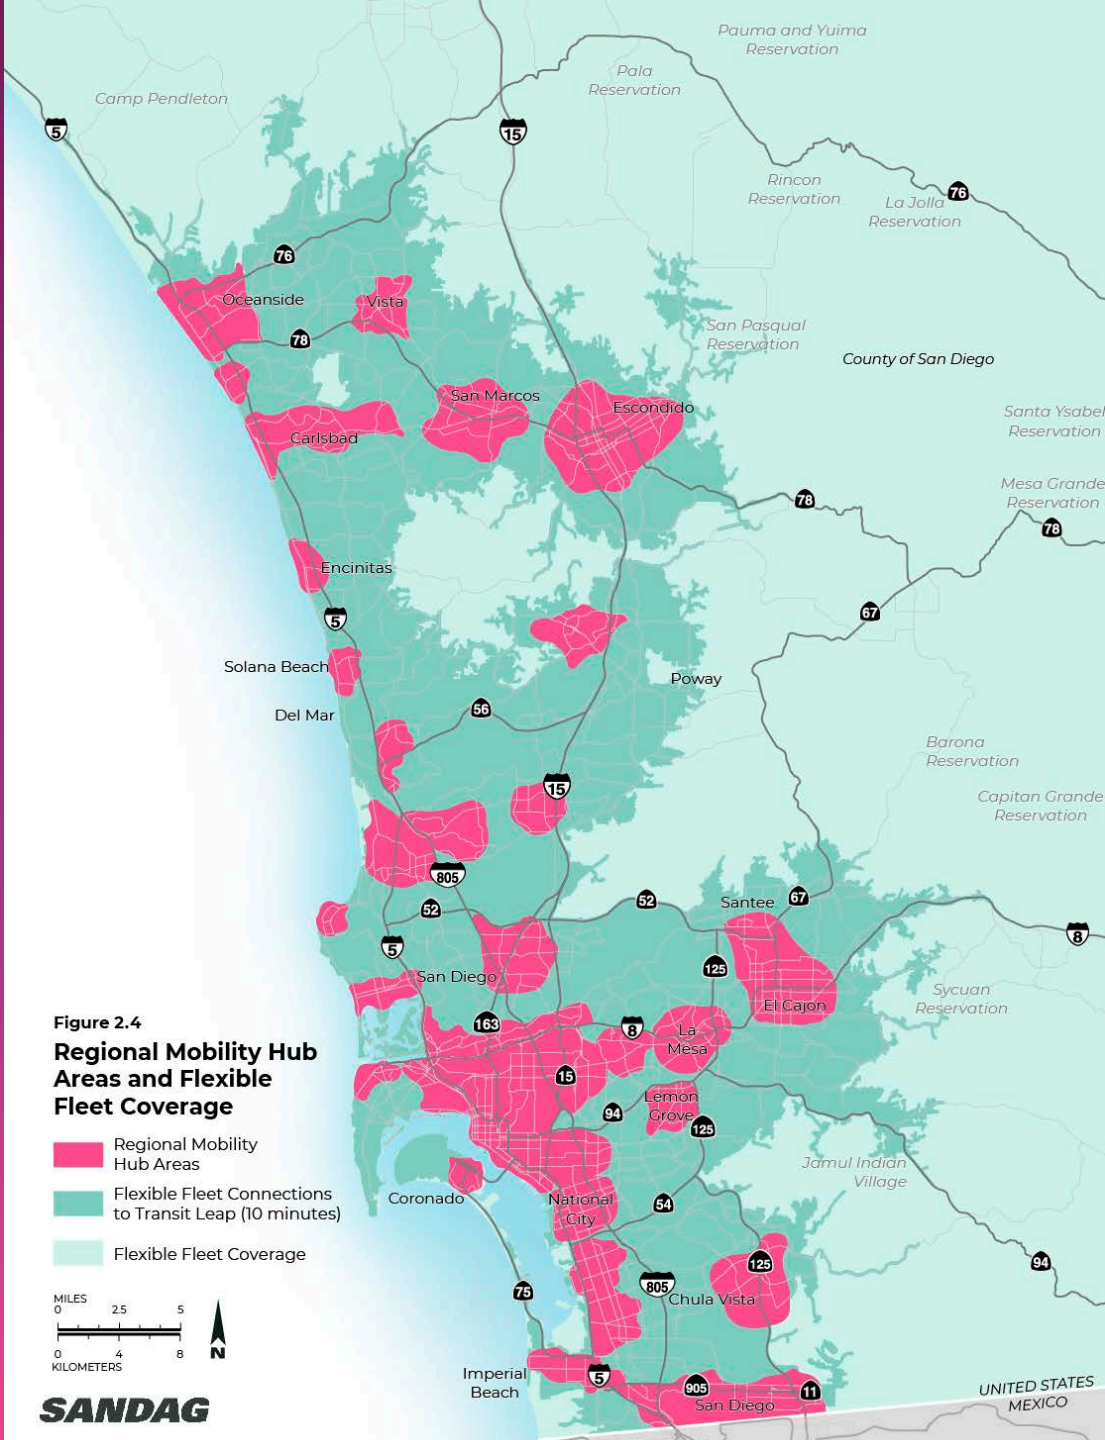 Pauma and Yuima
Reservation
Pala
Reservation
Camp Pendleton
5
15
Rincon
Reservation
La Jolla
Reservation
76
76
Oceanside
Vista
78
San Pasqual
Reservation
County of San Diego
San Marcos
Escondido
Santa Ysabel
Reservation
Carlsbad
Mesa Grande
Reservation
78
78
Encinitas
5
67
Solana Beach
Poway
Del Mar
56
Barona
Reservation
15
Capitan Grande
Reservation
805
52
52
Santee
67
5
8
San Diego
125
El Cajon
Sycuan
Reservation
163
8
La
Mesa
15
94
Lemon
Grove
125
Jamul Indian
Village
Coronado
National
City
54
125
94
75
805
Chula Vista
Imperial
Beach
5
905
11
San Diego
UNITED STATES
MEXICO
Figure 2.4
Regional Mobility Hub
Areas and Flexible
Fleet Coverage
Regional Mobility
Hub Areas
Flexible Fleet Connections
to Transit Leap (10 minutes)
Flexible Fleet Coverage
MILES
0 2.5 5
0 4 8
KILOMETERS
N
SANDAG